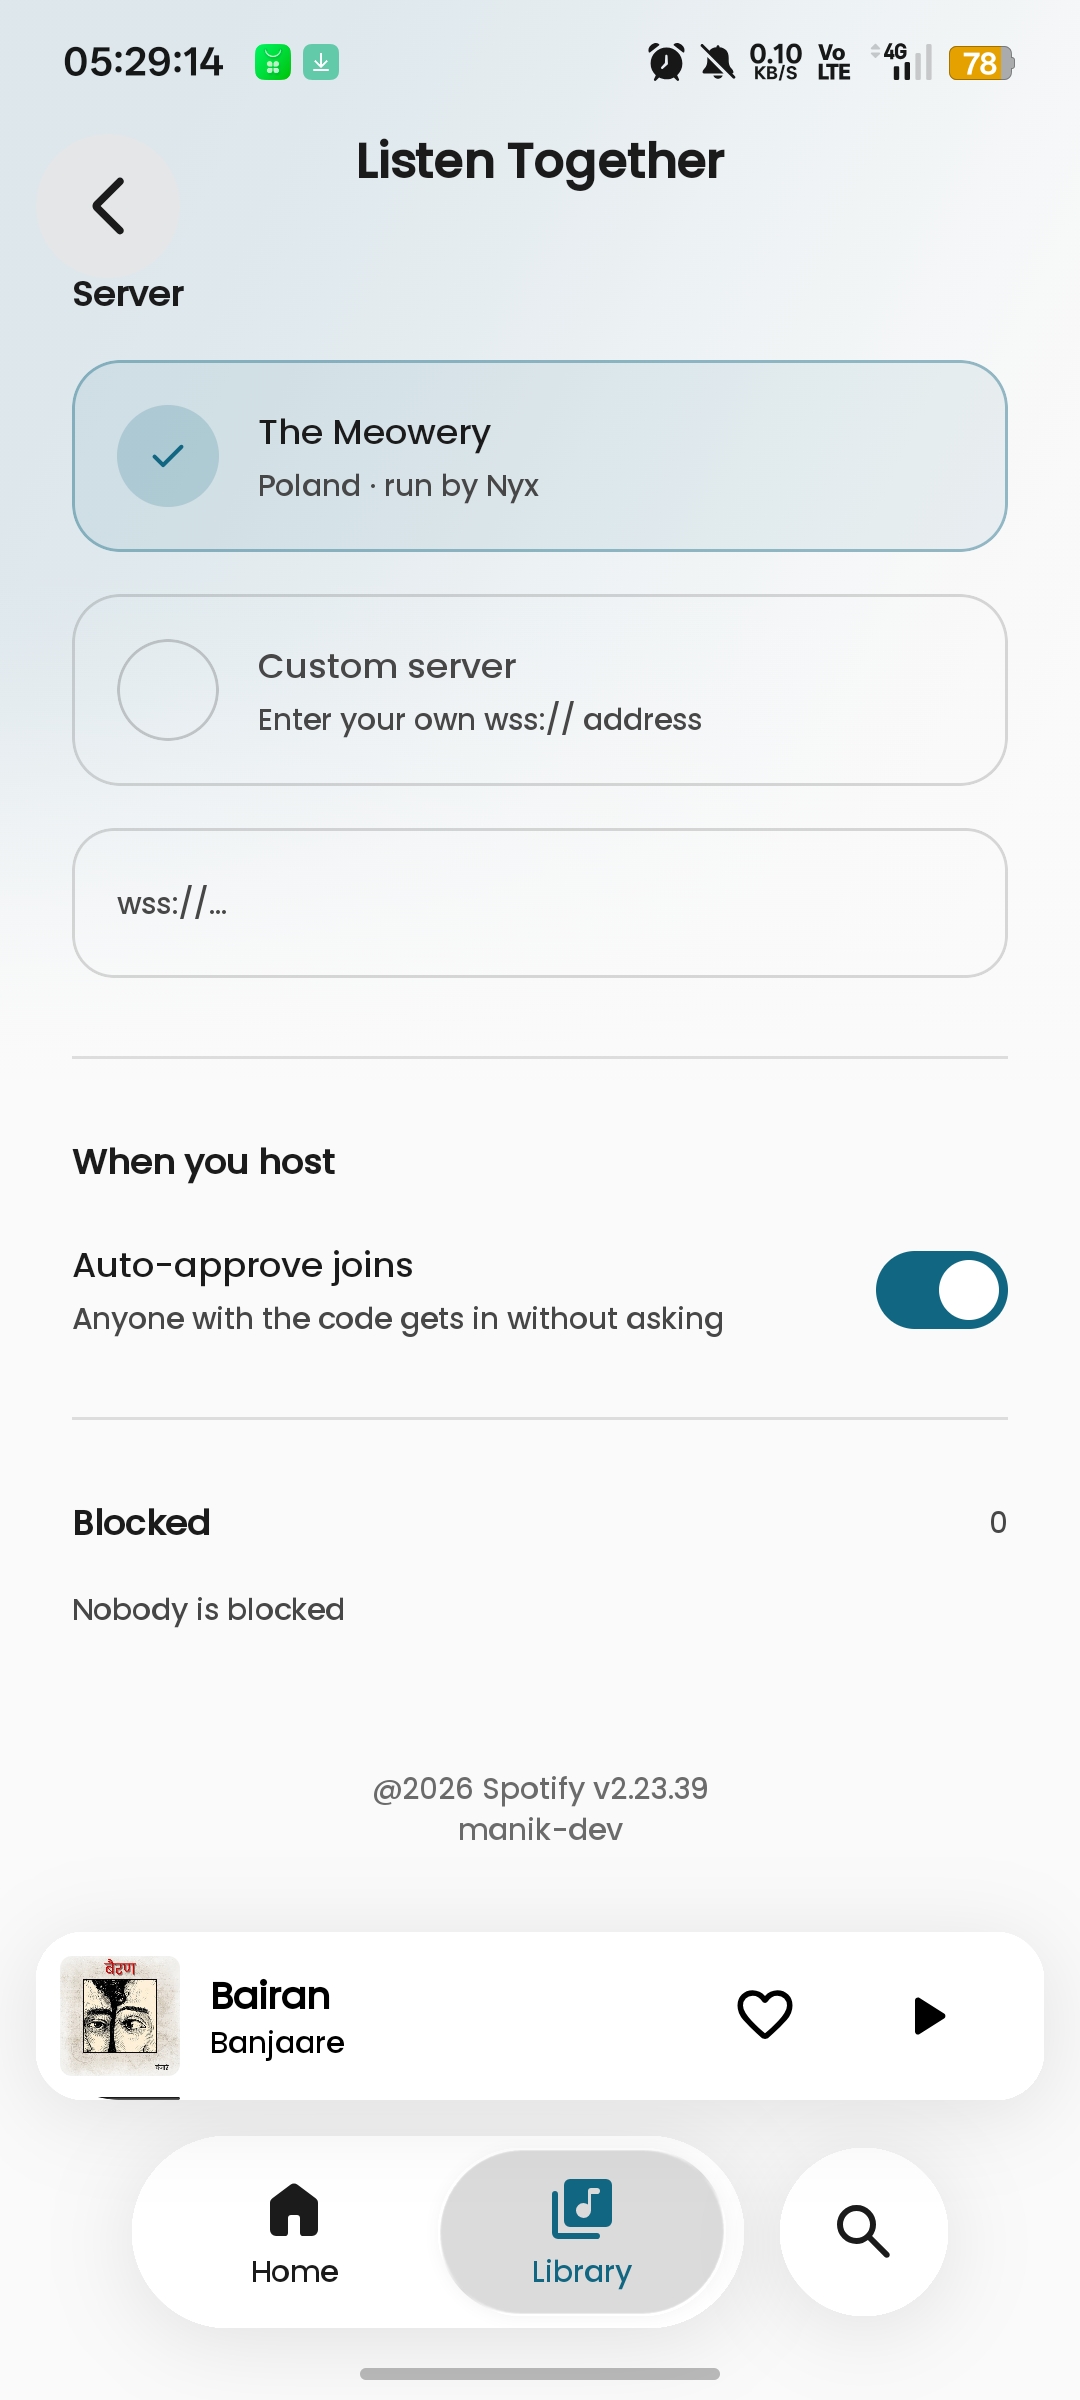 05:29:14
0.10
KB/S
Vo
LTE
4G
78
Listen Together
Server
The Meowery
Poland · run by Nyx
Custom server
Enter your own wss:// address
wss://...
When you host
Auto-approve joins
Anyone with the code gets in without asking
Blocked
0
Nobody is blocked
@2026 Spotify v2.23.39
manik-dev
बैरण
Bairan
Banjaare
Home
Library